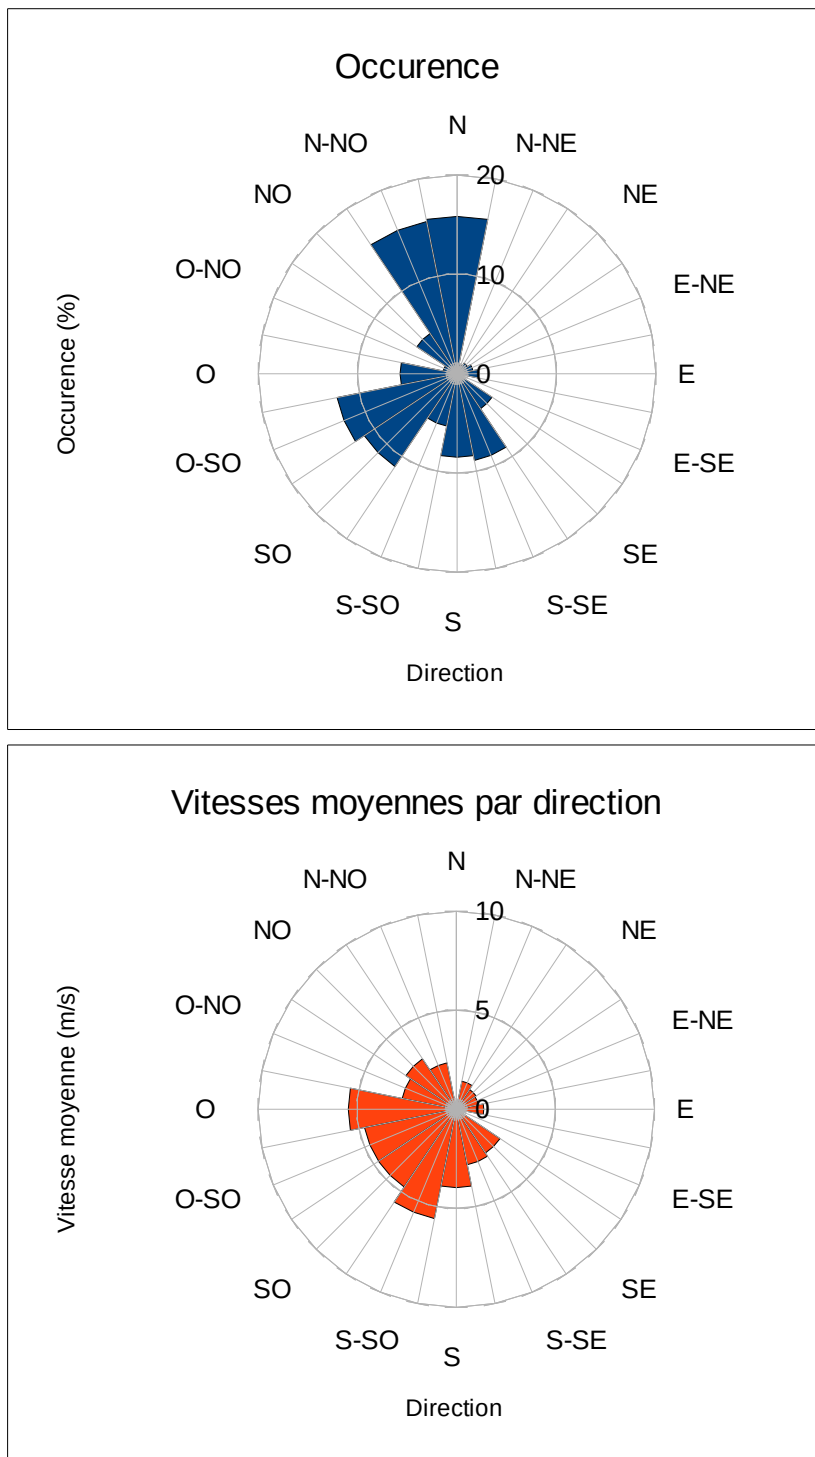 Occurence
N
N-NO
N-NE
20
NO
NE
O-NO
10
E-NE
Occurence (%)
O
0
E
O-SO
E-SE
SO
SE
S-SO
S-SE
S
Direction
Vitesses moyennes par direction
N
N-NO
N-NE
10
NO
NE
O-NO
5
E-NE
Vitesse moyenne (m/s)
O
0
E
O-SO
E-SE
SO
SE
S-SO
S-SE
S
Direction